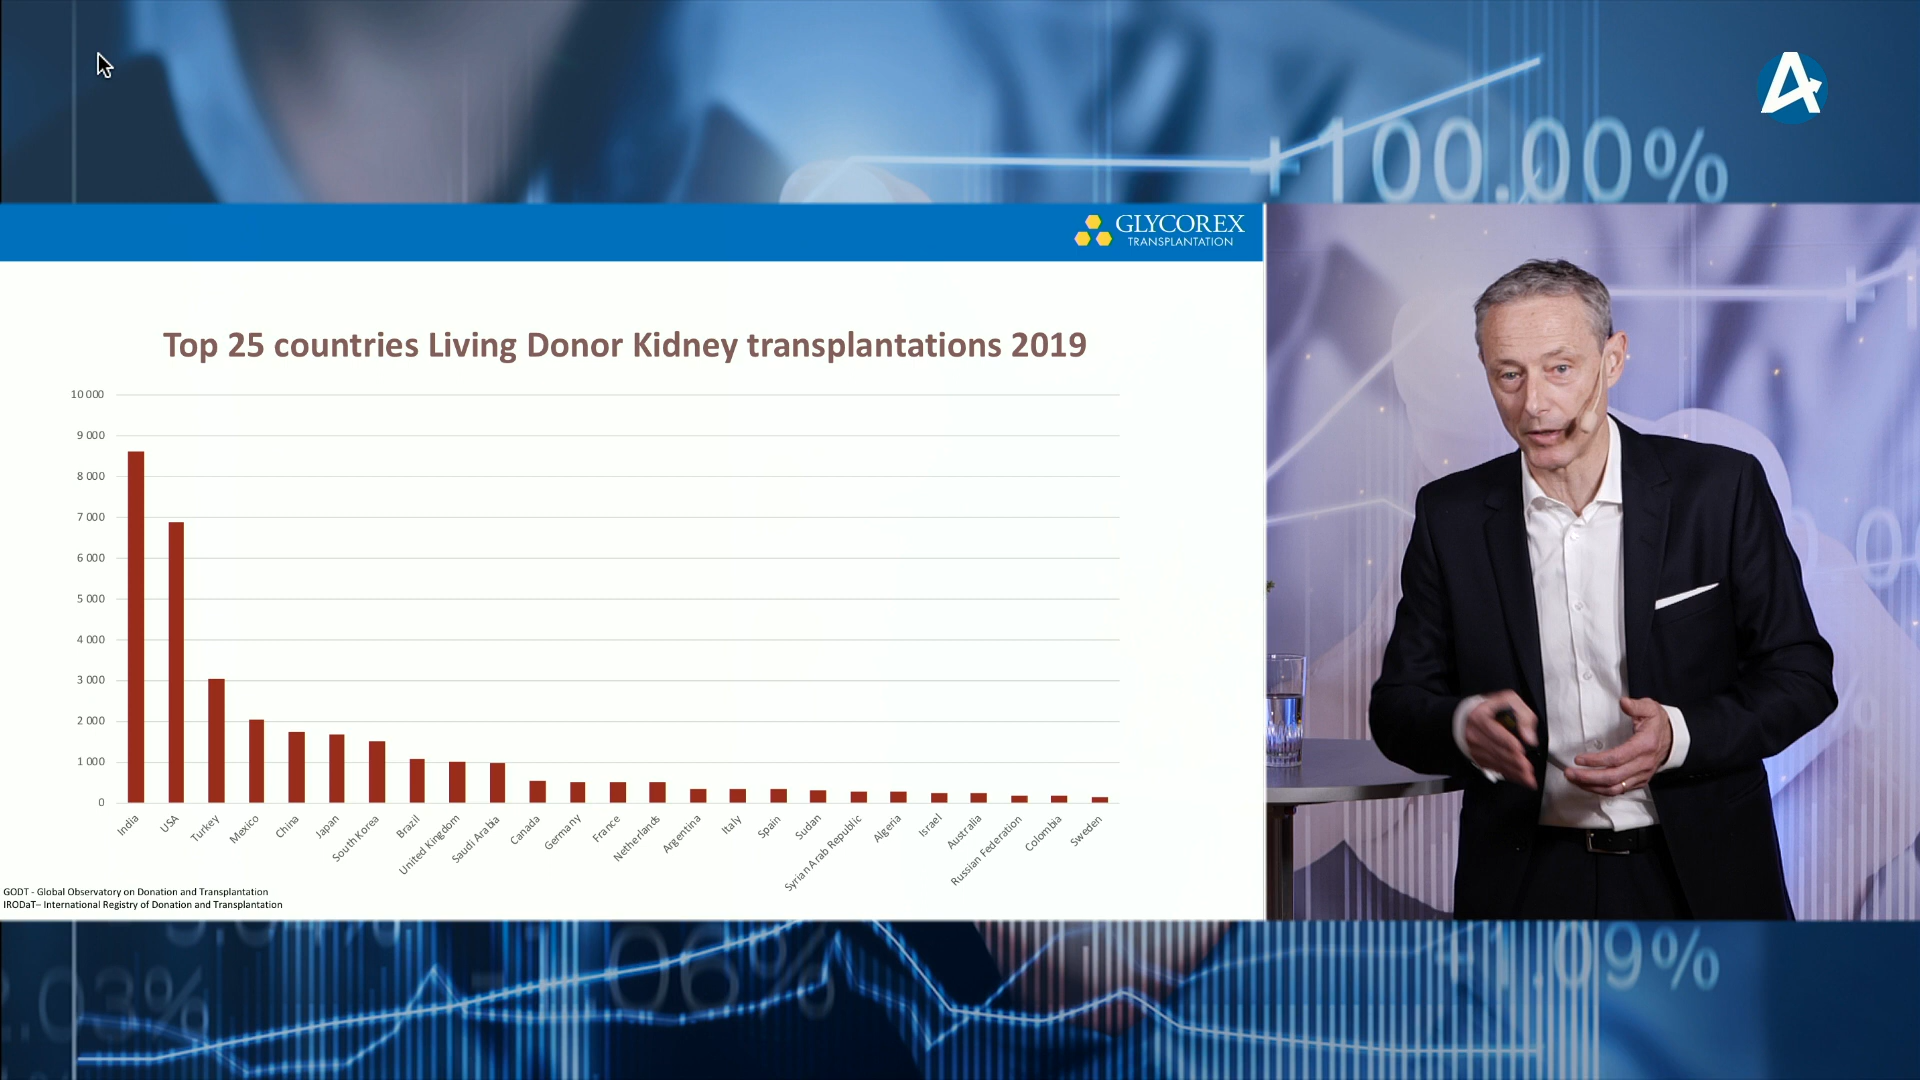 +100.00%
GLYCOREX
TRANSPLANTATION
Top 25 countries Living Donor Kidney transplantations 2019
10 000
9 000
8 000
7 000
6 000
5 000
4 000
3 000
2 000
1 000
0
India
USA
Turkey
Mexico
China
Japan
South Korea
Brazil
United Kingdom
Saudi Arabia
Canada
Germany
France
Netherlands
Argentina
Italy
Spain
Sudan
Syrian Arab Republic
Algeria
Israel
Australia
Russian Federation
Colombia
Sweden
GODT - Global Observatory on Donation and Transplantation
IRODaT– International Registry of Donation and Transplantation